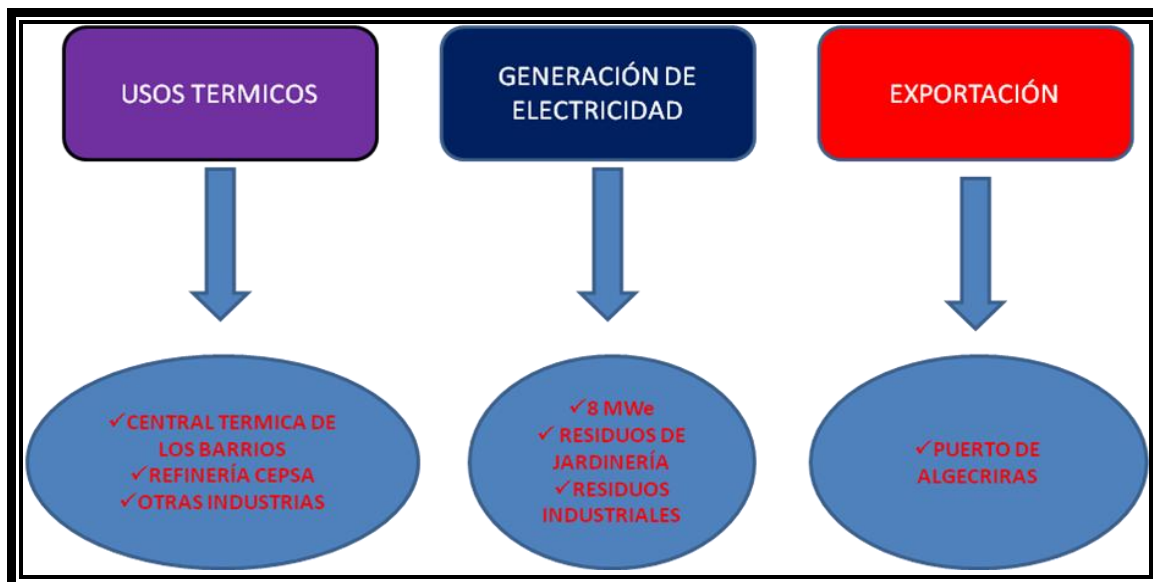 USOS TERMICOS
GENERACIÓN DE
ELECTRICIDAD
EXPORTACIÓN
✓CENTRAL TERMICA DE
LOS BARRIOS
✓REFINERÍA CEPSA
✓OTRAS INDUSTRIAS
✓8 MWe
✓ RESIDUOS DE
JARDINERÍA
✓RESIDUOS
INDUSTRIALES
✓PUERTO DE
ALGECRIRAS